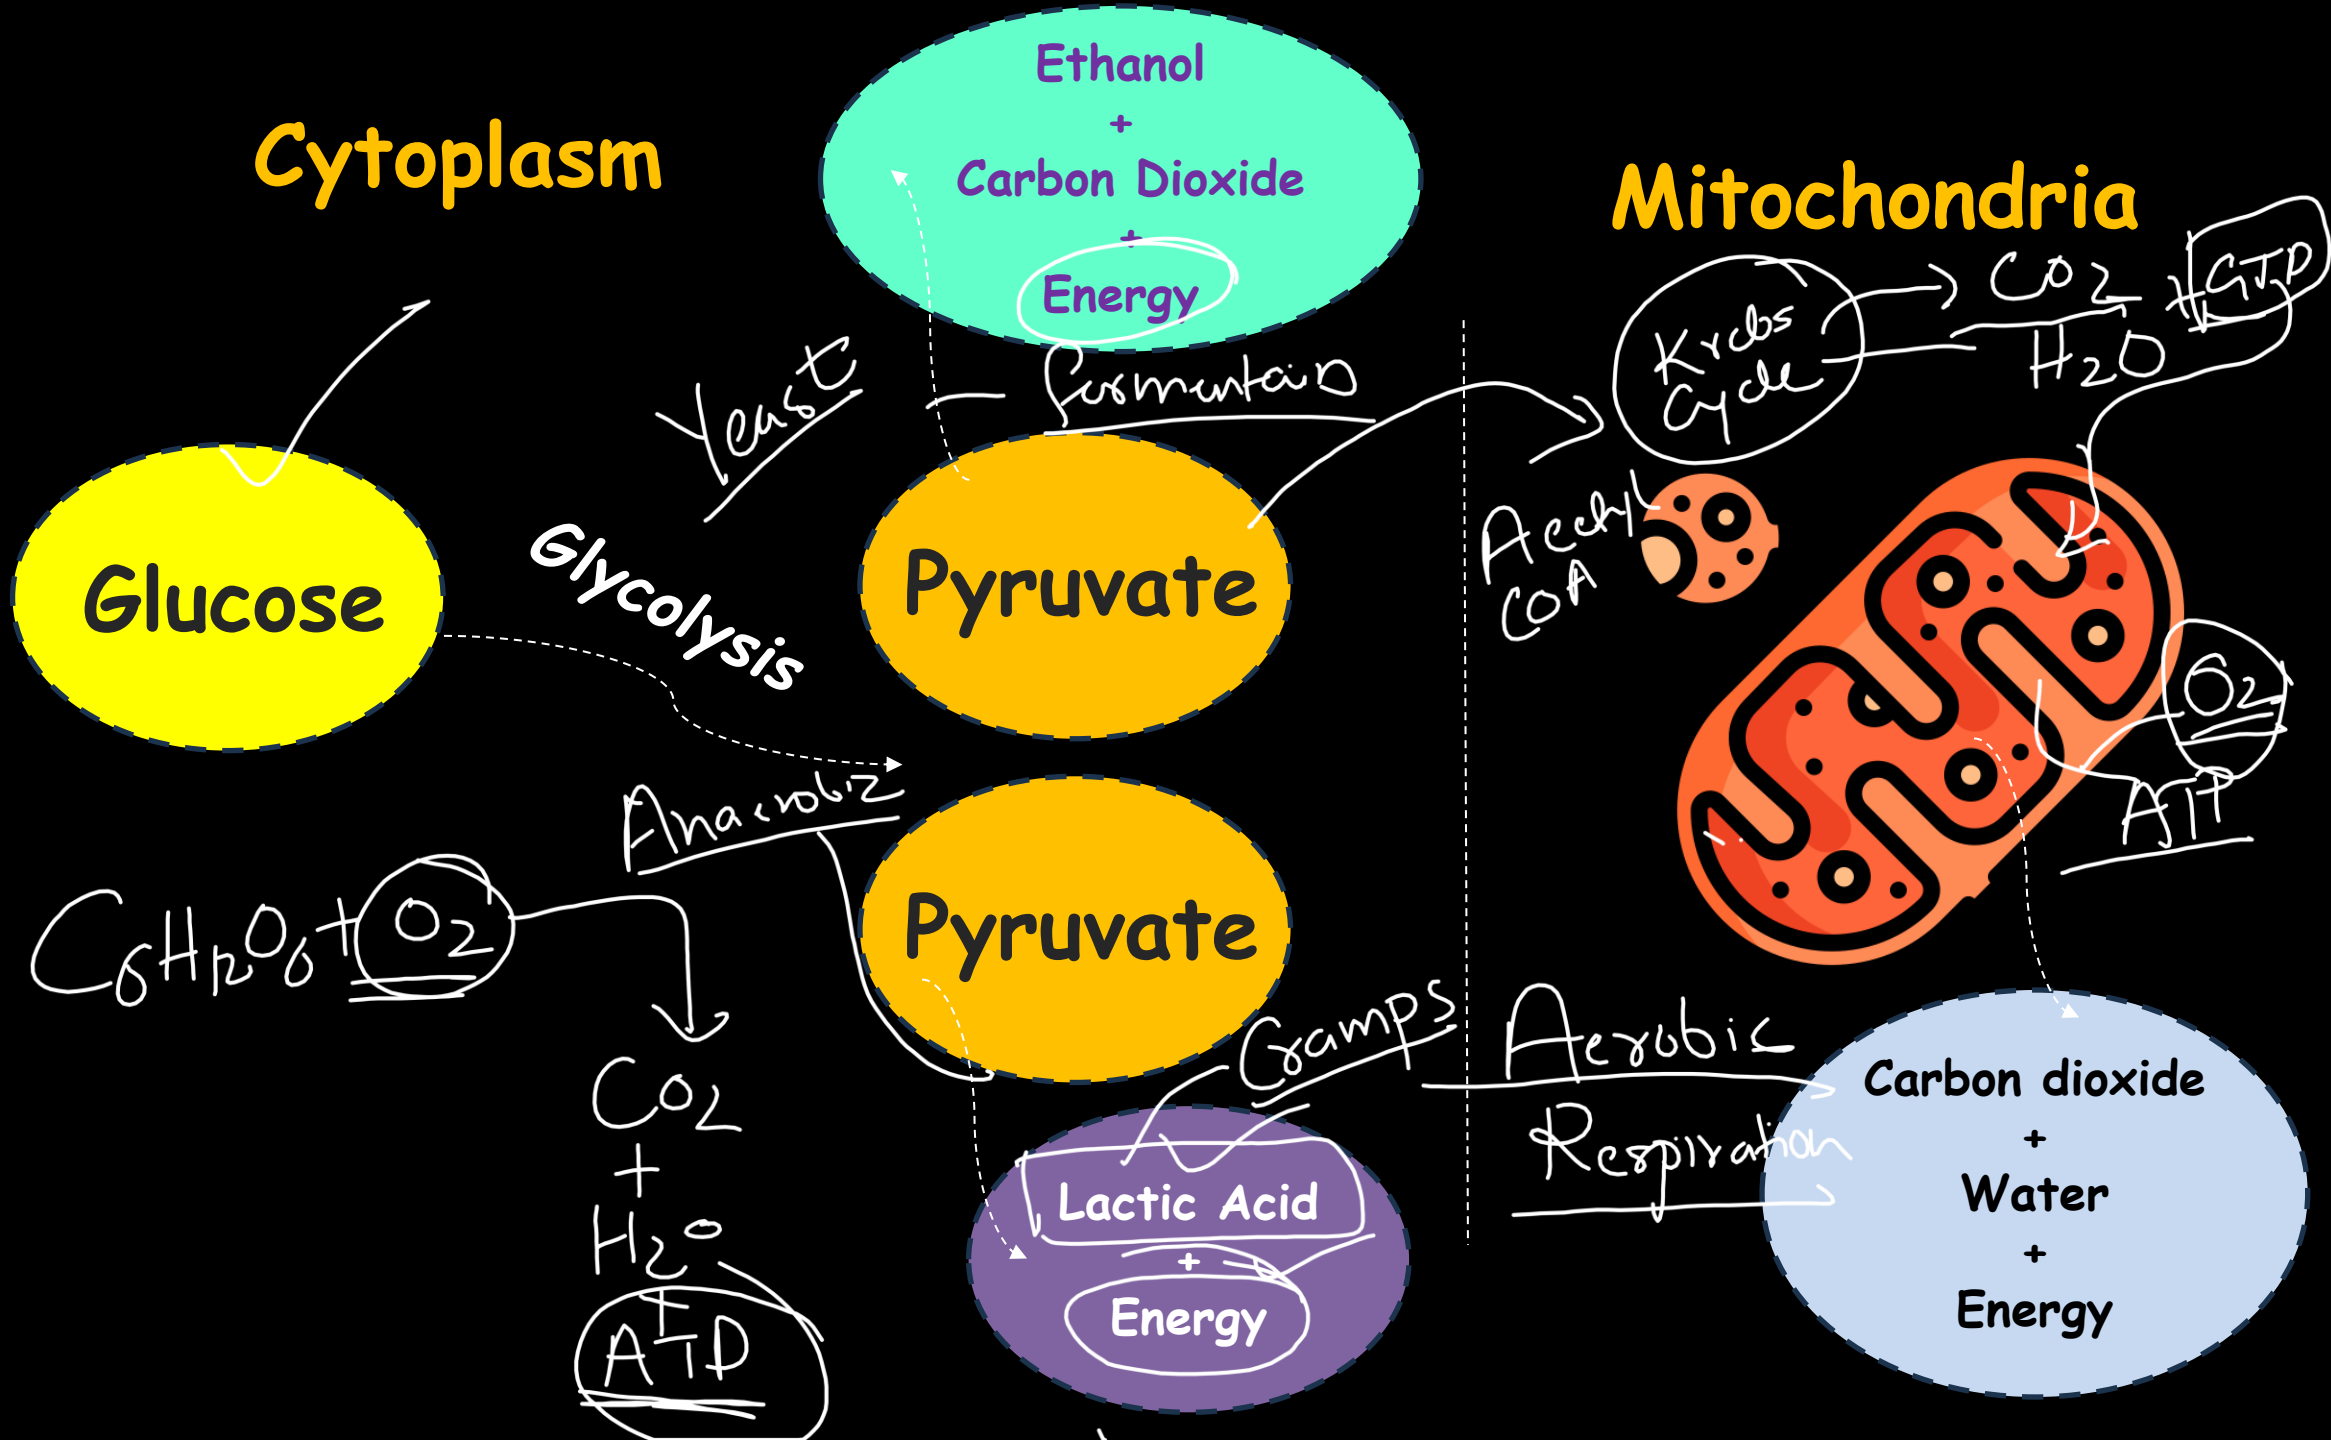 Ethanol
+
Carbon Dioxide
+
Energy
Cytoplasm
Mitochondria
Krebs
Cycle
CO2 + GTP
H2O
Yeast
Glucose
Glycolysis
Pyruvate
Acetyl
COA
O2
ATP
Anaerobic
Pyruvate
C6H12O6 + O2
CO2
+
H2O
+
ATP
Cramps
Lactic Acid
+
Energy
Aerobic
Respiration
Carbon dioxide
+
Water
+
Energy